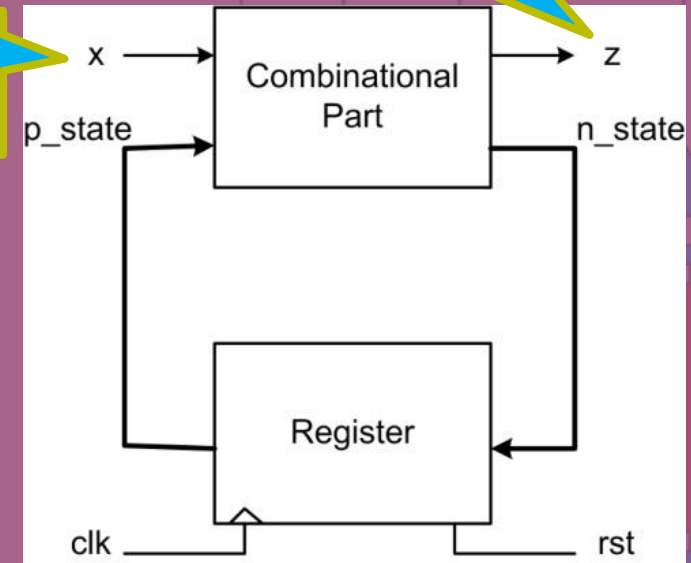 x
Combinational
Part
z
p_state
n_state
Register
clk
rst